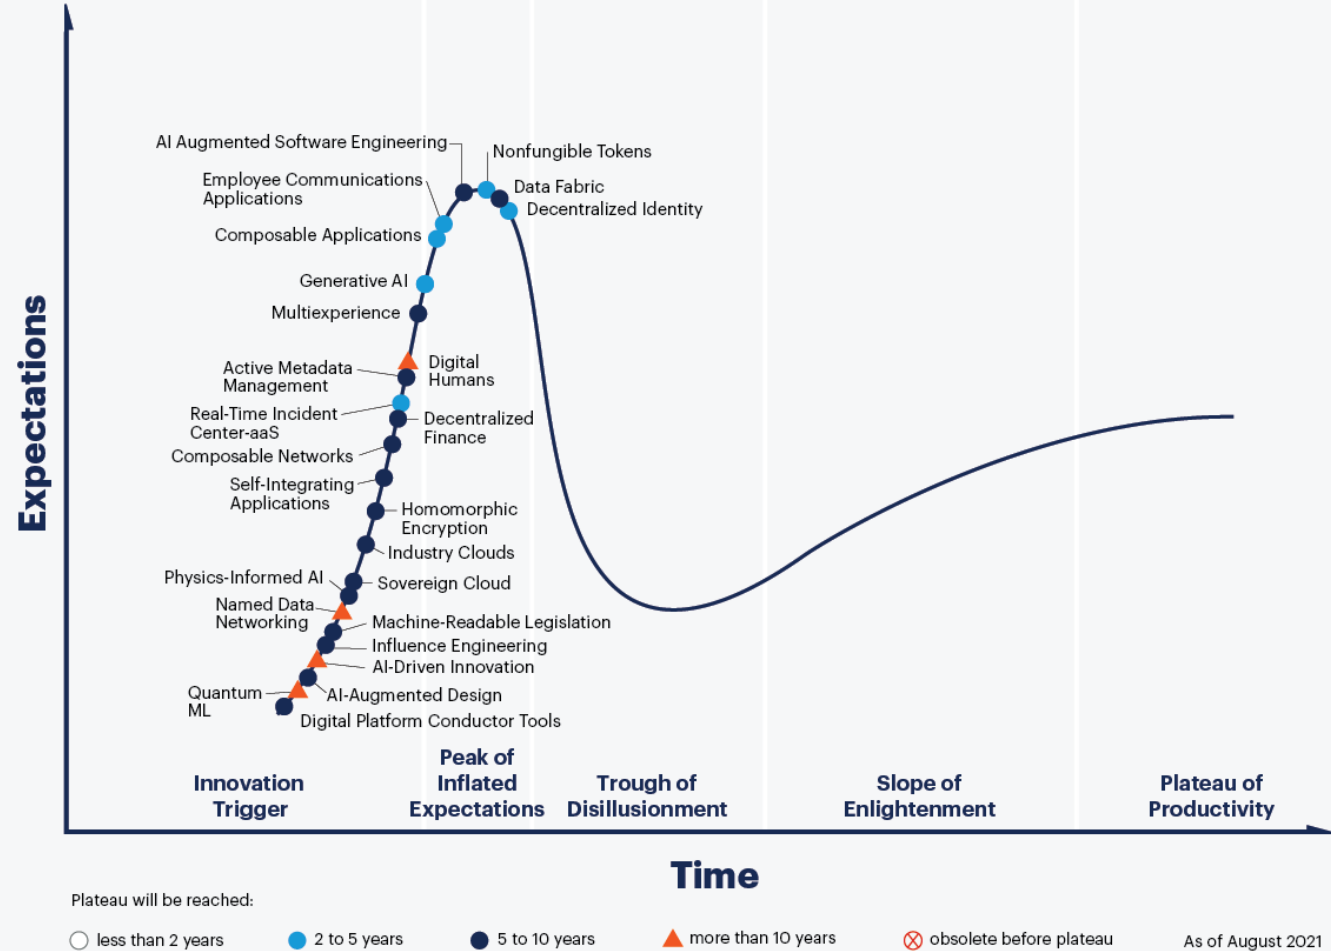 AI Augmented Software Engineering
Nonfungible Tokens
Employee Communications
Applications
Data Fabric
Decentralized Identity
Composable Applications
Generative AI
Multiexperience
Active Metadata
Management
Digital
Humans
Real-Time Incident
Center-aaS
Decentralized
Finance
Composable Networks
Self-Integrating
Applications
Homomorphic
Encryption
Industry Clouds
Physics-Informed AI
Sovereign Cloud
Named Data
Networking
Machine-Readable Legislation
Influence Engineering
AI-Driven Innovation
Quantum
ML
AI-Augmented Design
Digital Platform Conductor Tools
Expectations
Innovation
Trigger
Peak of
Inflated
Expectations
Trough of
Disillusionment
Slope of
Enlightenment
Plateau of
Productivity
Time
Plateau will be reached:
less than 2 years
2 to 5 years
5 to 10 years
more than 10 years
obsolete before plateau
As of August 2021